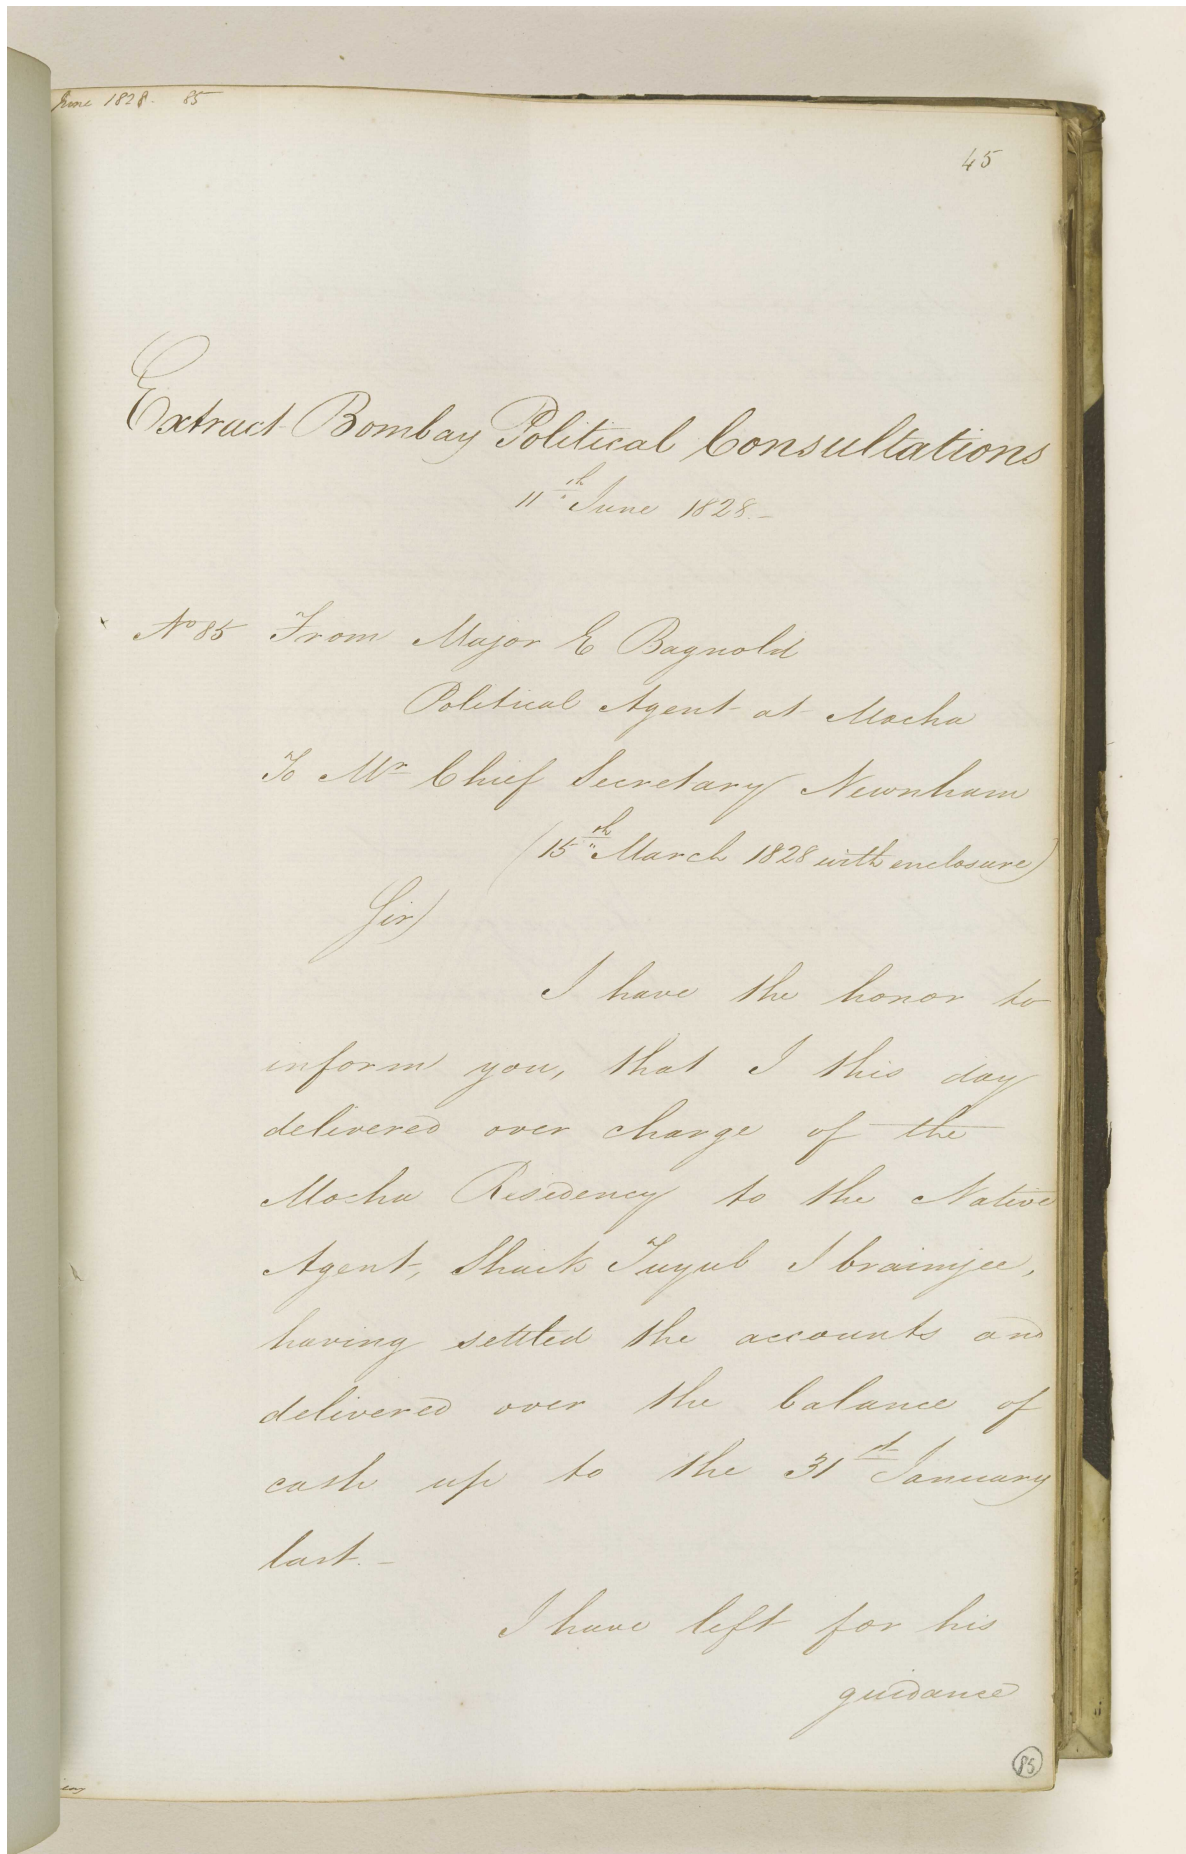 June 1828. 85
45
Extract Bombay Political Consultations
11th June 1828.-
No 85 From Major E Bagnold
Political Agent at Mocha
To Mr Chief Secretary Newnham
(15th March 1828 with enclosure)
Sir
I have the honor to
inform you, that I this day
delivered over charge of the
Mocha Residency to the Native
Agent, Shaik Tuyub Ibraimjee,
having settled the accounts and
delivered over the balance of
cash up to the 31st January
last.-
I have left for his
guidance
85